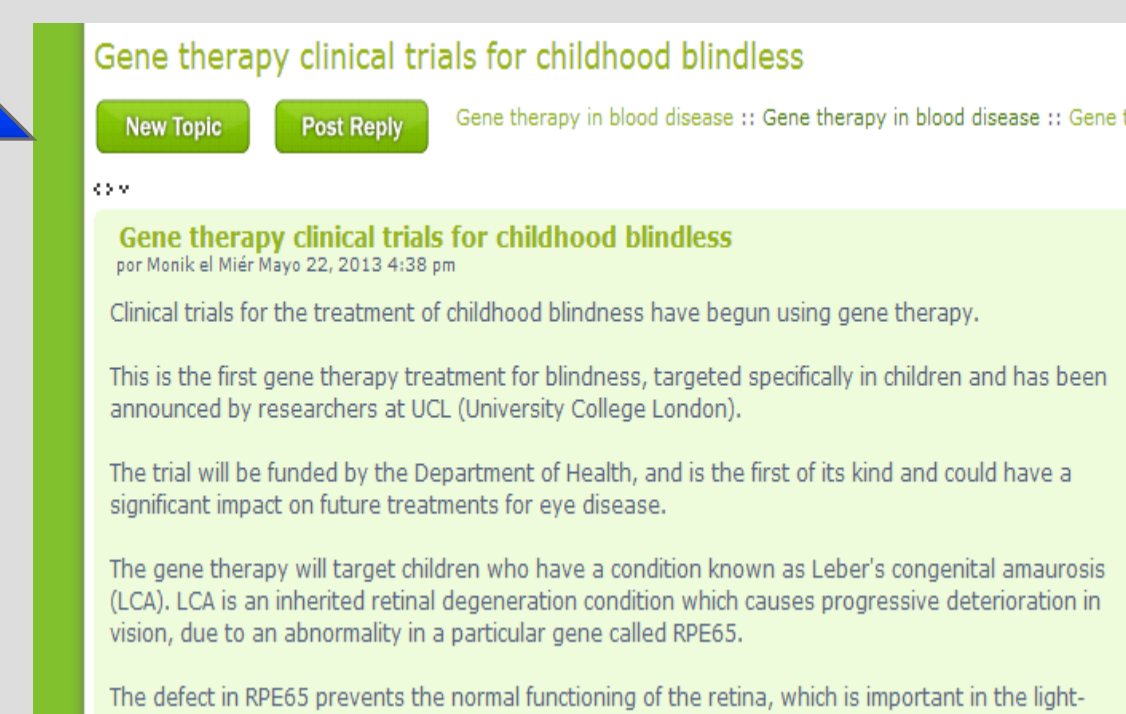 Gene therapy clinical trials for childhood blindless
New Topic
Post Reply
Gene therapy in blood disease :: Gene therapy in blood disease :: Gene
Gene therapy clinical trials for childhood blindless
por Monik el Miér Mayo 22, 2013 4:38 pm
Clinical trials for the treatment of childhood blindness have begun using gene therapy.
This is the first gene therapy treatment for blindness, targeted specifically in children and has been
announced by researchers at UCL (University College London).
The trial will be funded by the Department of Health, and is the first of its kind and could have a
significant impact on future treatments for eye disease.
The gene therapy will target children who have a condition known as Leber's congenital amaurosis
(LCA). LCA is an inherited retinal degeneration condition which causes progressive deterioration in
vision, due to an abnormality in a particular gene called RPE65.
The defect in RPE65 prevents the normal functioning of the retina, which is important in the light-